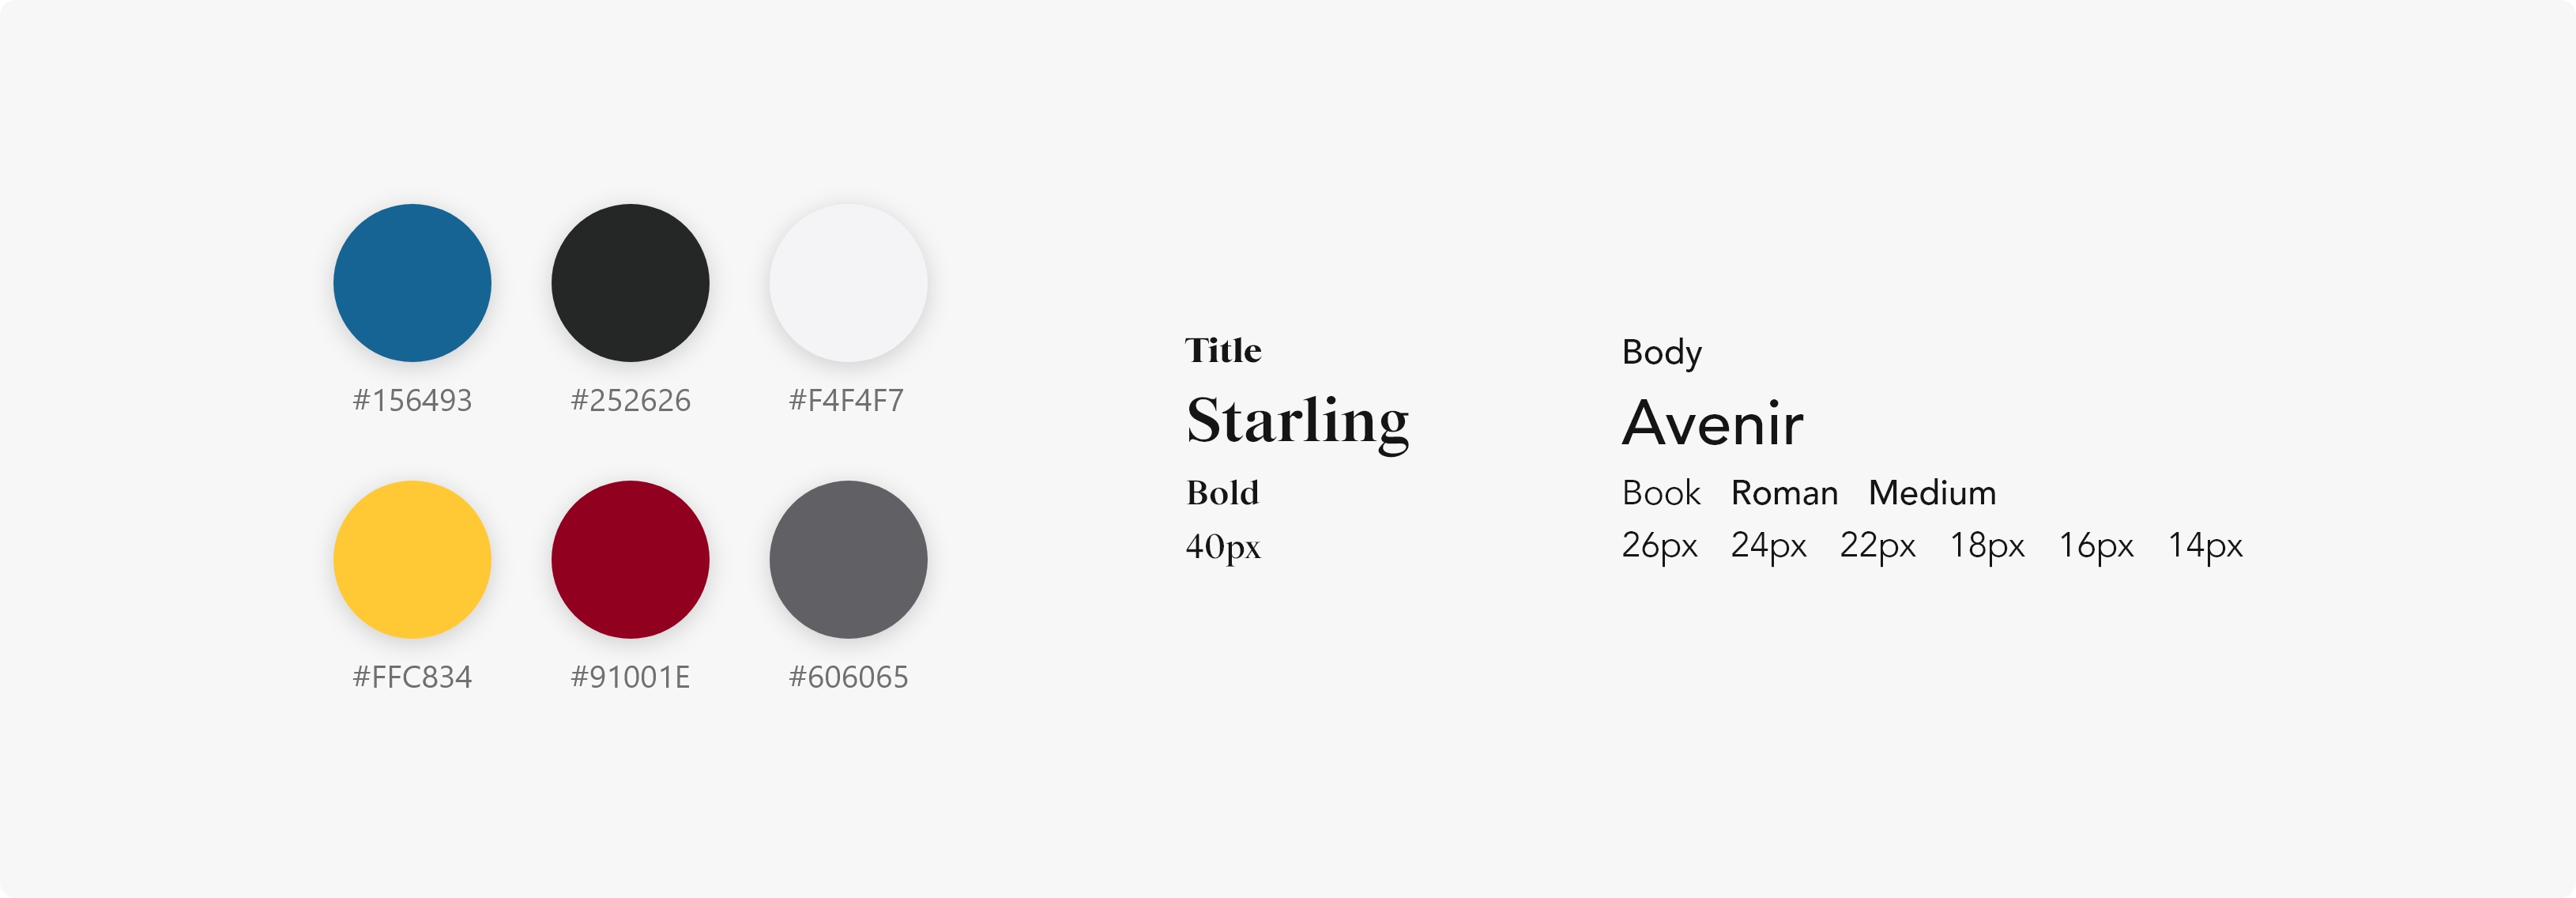 #156493 #252626 #F4F4F7
#FFC834 #91001E #606065
Title
Starling
Bold
40px
Body
Avenir
Book Roman Medium
26px 24px 22px 18px 16px 14px